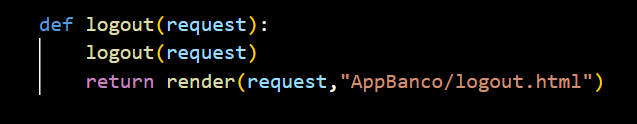 def logout(request):
    logout(request)
    return render(request,"AppBanco/logout.html")